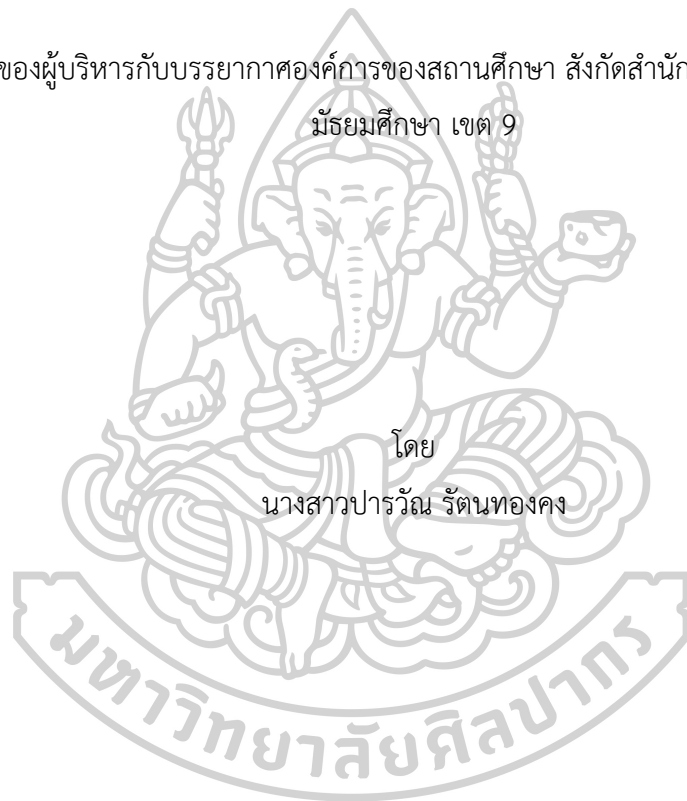 ของผู้บริหารกับบรรยากาศองค์การของสถานศึกษา สังกัดสำนัก
มัธยมศึกษา เขต 9
โดย
นางสาวปารวัณ รัตนทองคง
มหาวิทยาลัยศิลปากร